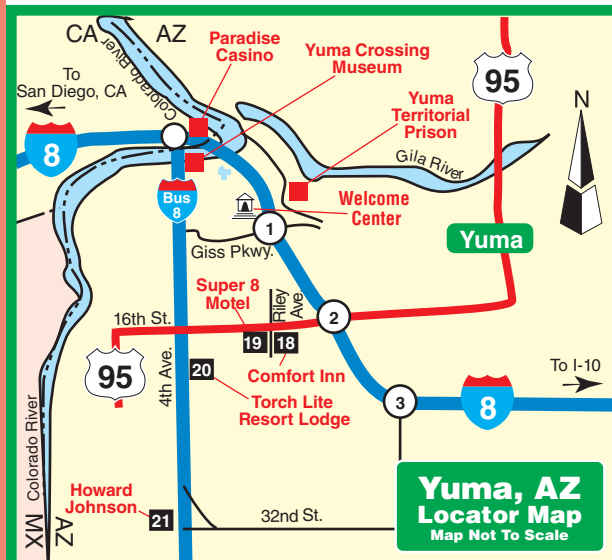 CA AZ
To
San Diego, CA
Colorado River
Paradise
Casino
Yuma Crossing
Museum
95
N
8
Yuma
Territorial
Prison
Gila River
Bus
8
Welcome
Center
1
Giss Pkwy.
Yuma
Super 8
Motel
Riley
Ave.
16th St.
2
19
18
95
4th Ave.
20
Comfort Inn
To I-10
Torch Lite
Resort Lodge
3
8
Colorado River
Howard
Johnson
21
32nd St.
MX
AZ
Yuma, AZ
Locator Map
Map Not To Scale